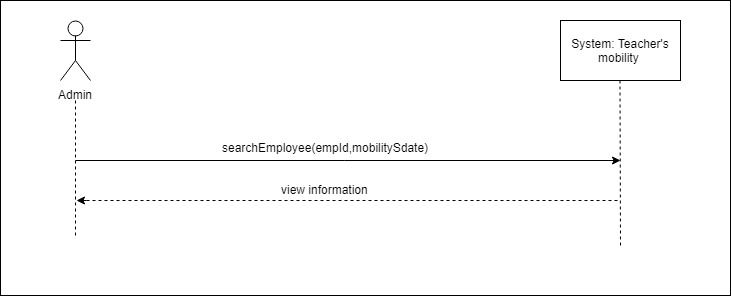 System: Teacher's
mobility
Admin
searchEmployee(empId,mobilitySdate)
view information